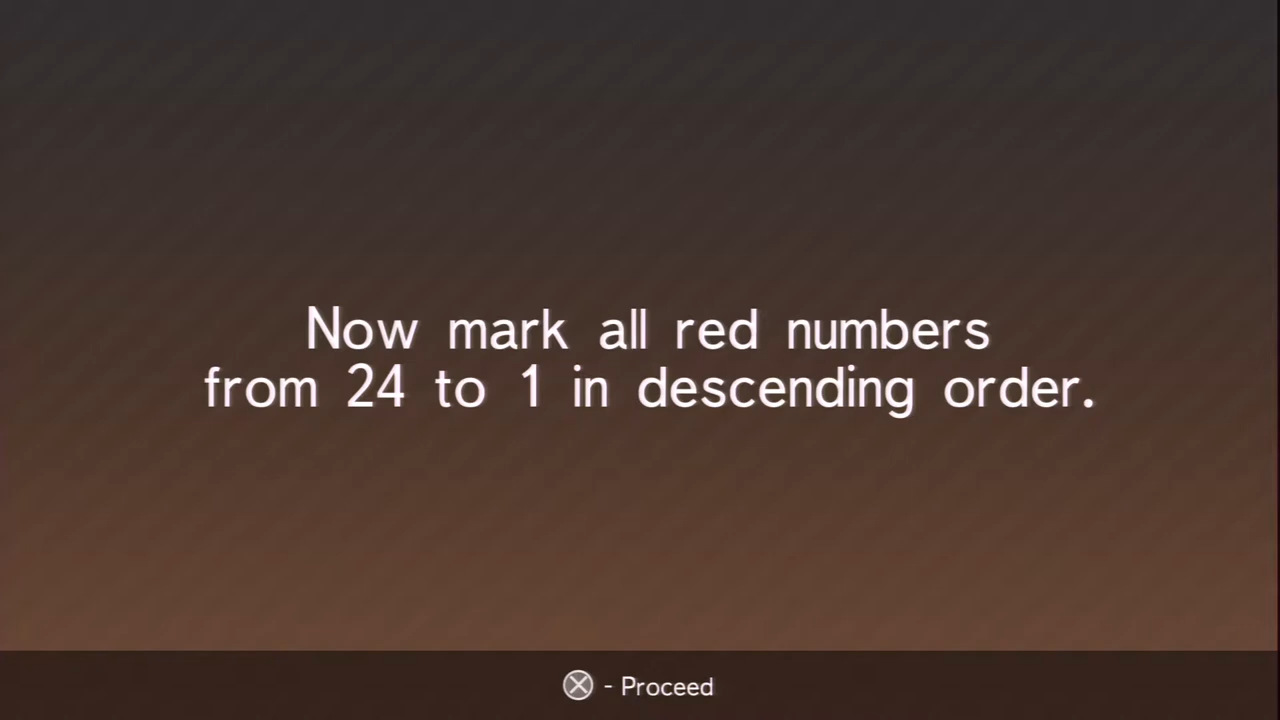 Now mark all red numbers
from 24 to 1 in descending order.
- Proceed